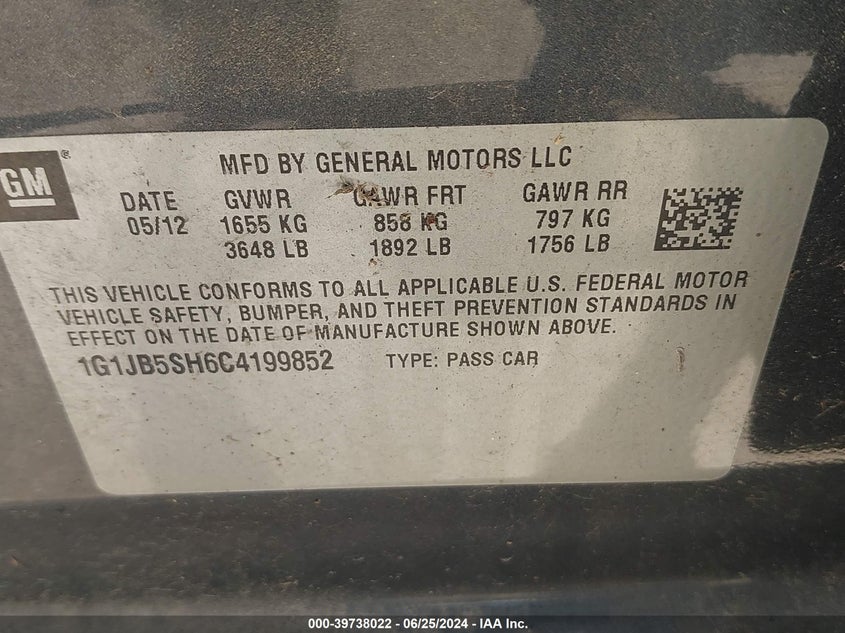 GM®
MFD BY GENERAL MOTORS LLC
DATE GVWR GAWR FRT GAWR RR
05/12 1655 KG 858 KG 797 KG
3648 LB 1892 LB 1756 LB
THIS VEHICLE CONFORMS TO ALL APPLICABLE U.S. FEDERAL MOTOR
VEHICLE SAFETY, BUMPER, AND THEFT PREVENTION STANDARDS IN
EFFECT ON THE DATE OF MANUFACTURE SHOWN ABOVE.
1G1JB5SH6C4199852 TYPE: PASS CAR
000-39738022 - 06/25/2024 - IAA Inc.